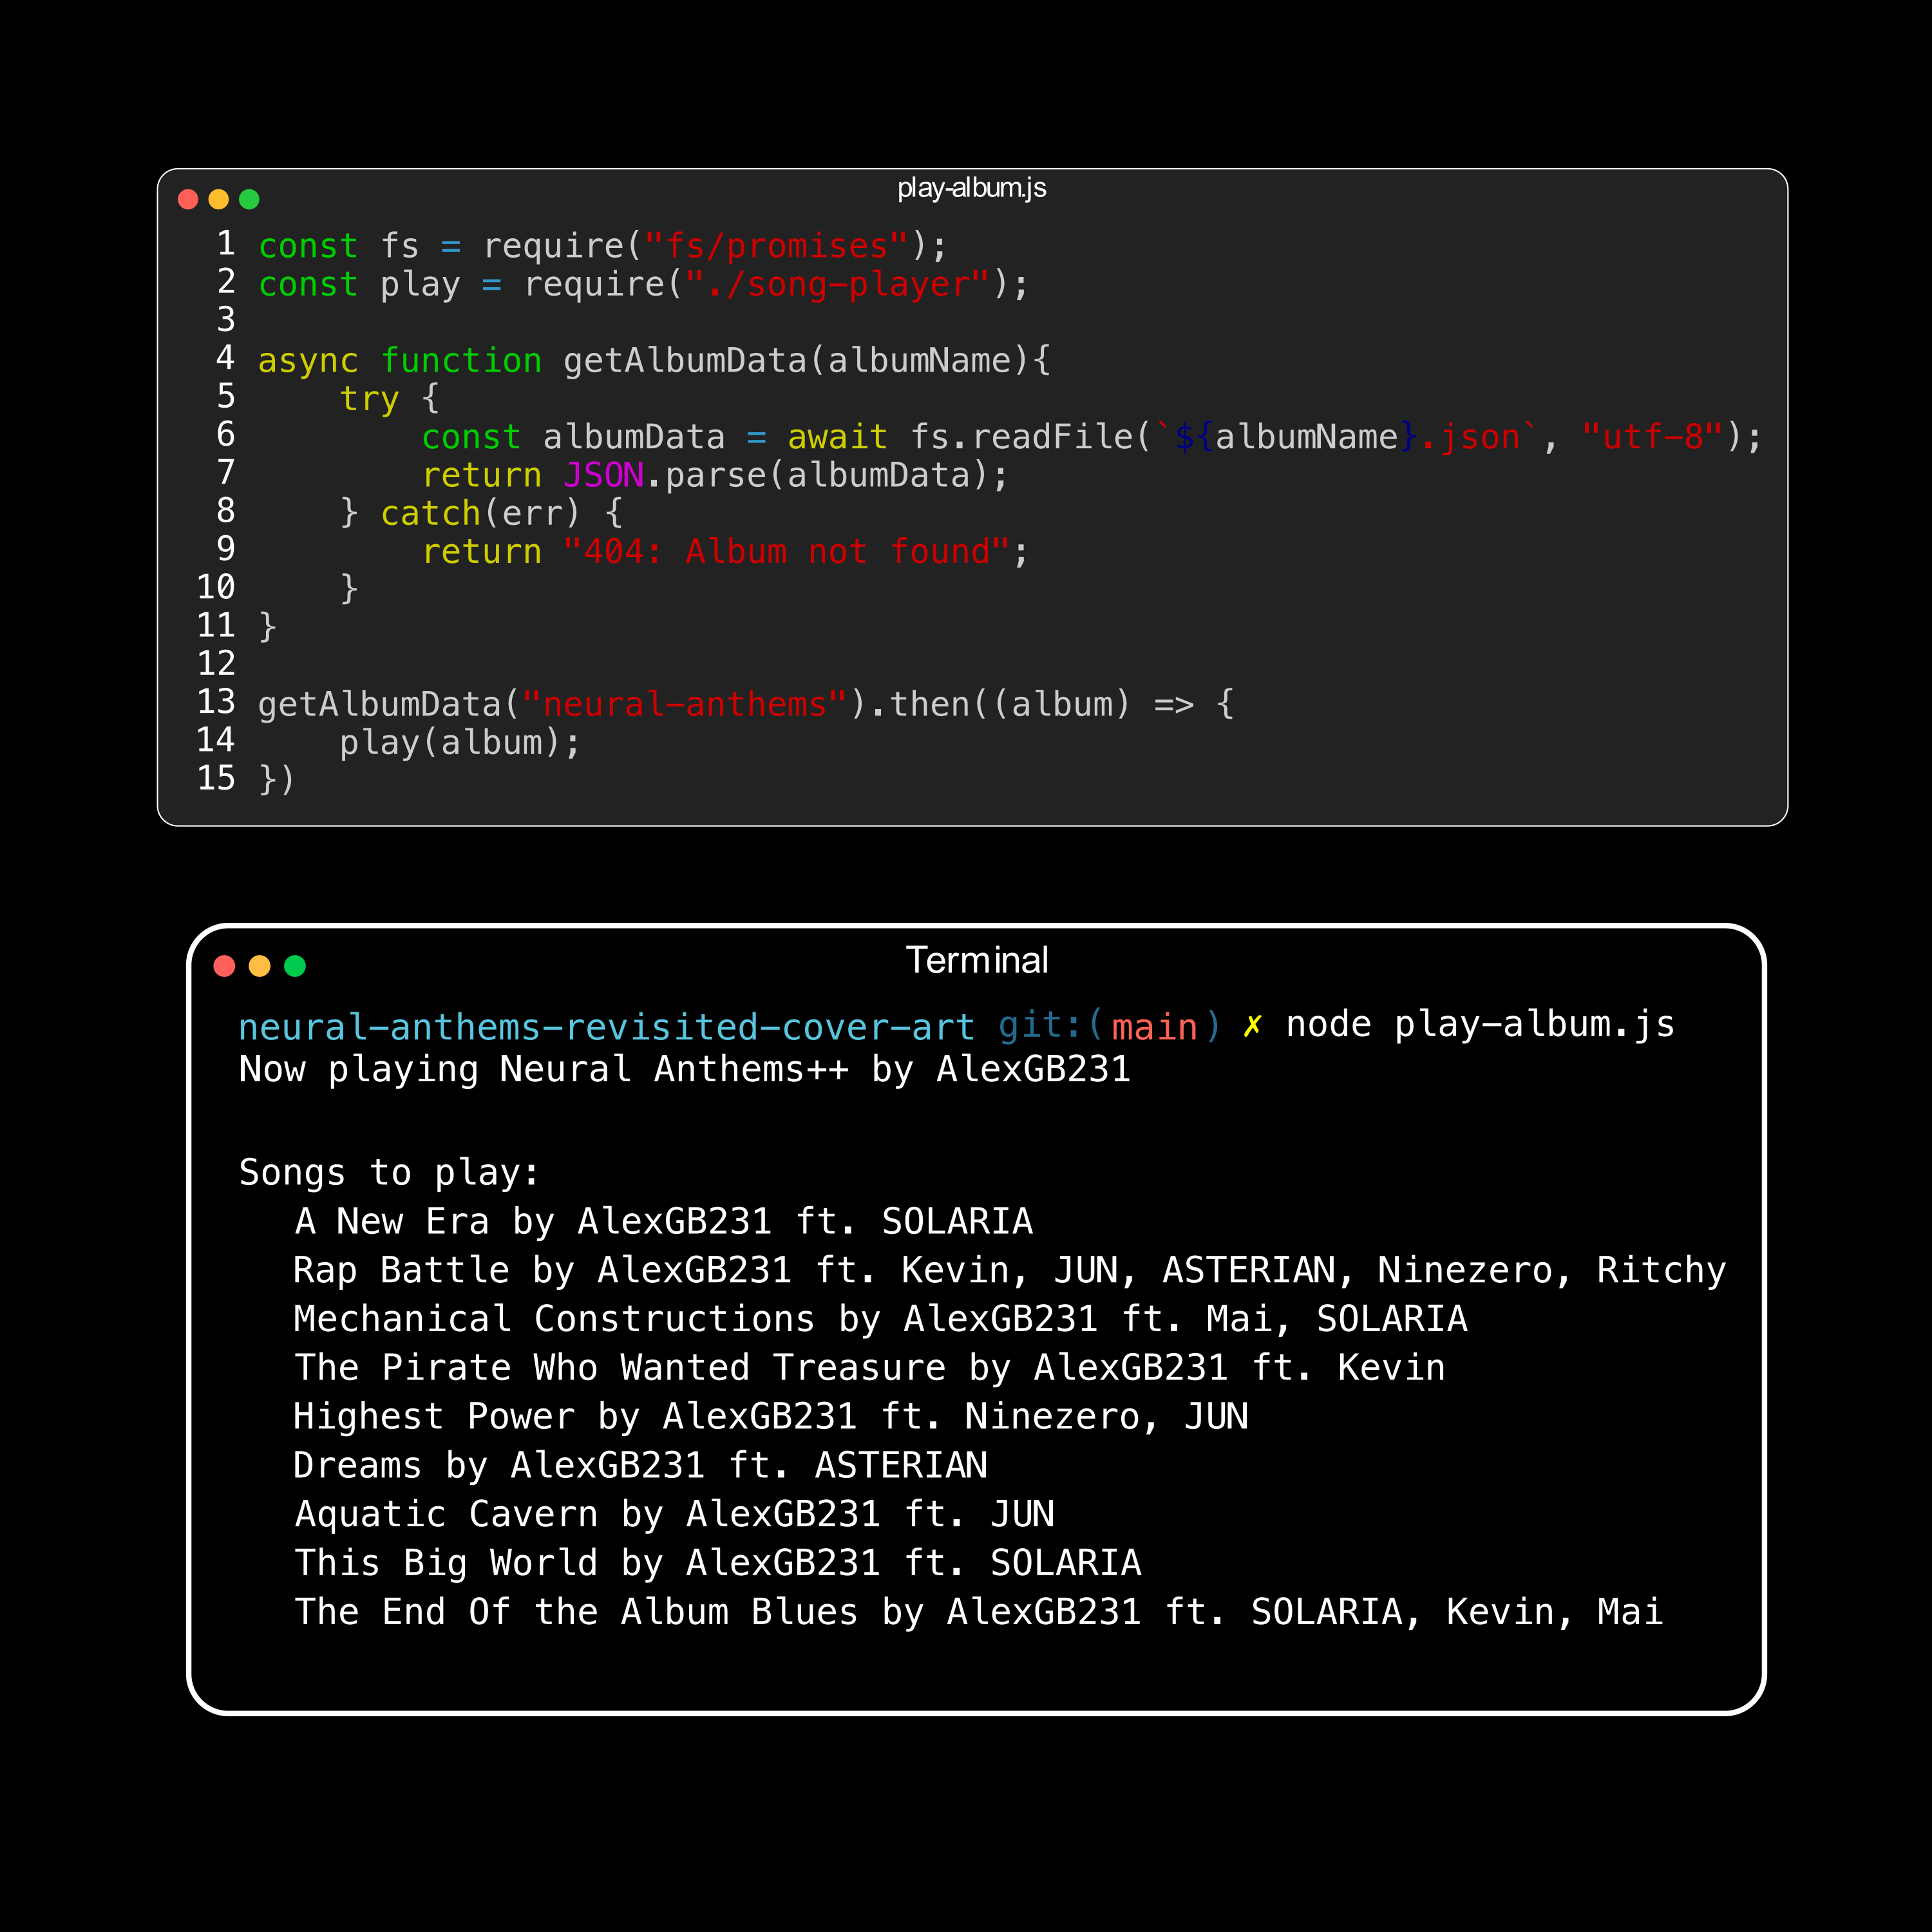 play-album.js
1 const fs = require("fs/promises");
2 const play = require("./song-player");
3
4 async function getAlbumData(albumName){
5     try {
6         const albumData = await fs.readFile(`${albumName}.json`, "utf-8");
7         return JSON.parse(albumData);
8     } catch(err) {
9         return "404: Album not found";
10     }
11 }
12
13 getAlbumData("neural-anthems").then((album) => {
14     play(album);
15 })
Terminal
neural-anthems-revisited-cover-art git:(main) ✗ node play-album.js
Now playing Neural Anthems++ by AlexGB231
Songs to play:
A New Era by AlexGB231 ft. SOLARIA
Rap Battle by AlexGB231 ft. Kevin, JUN, ASTERIAN, Ninezero, Ritchy
Mechanical Constructions by AlexGB231 ft. Mai, SOLARIA
The Pirate Who Wanted Treasure by AlexGB231 ft. Kevin
Highest Power by AlexGB231 ft. Ninezero, JUN
Dreams by AlexGB231 ft. ASTERIAN
Aquatic Cavern by AlexGB231 ft. JUN
This Big World by AlexGB231 ft. SOLARIA
The End Of the Album Blues by AlexGB231 ft. SOLARIA, Kevin, Mai